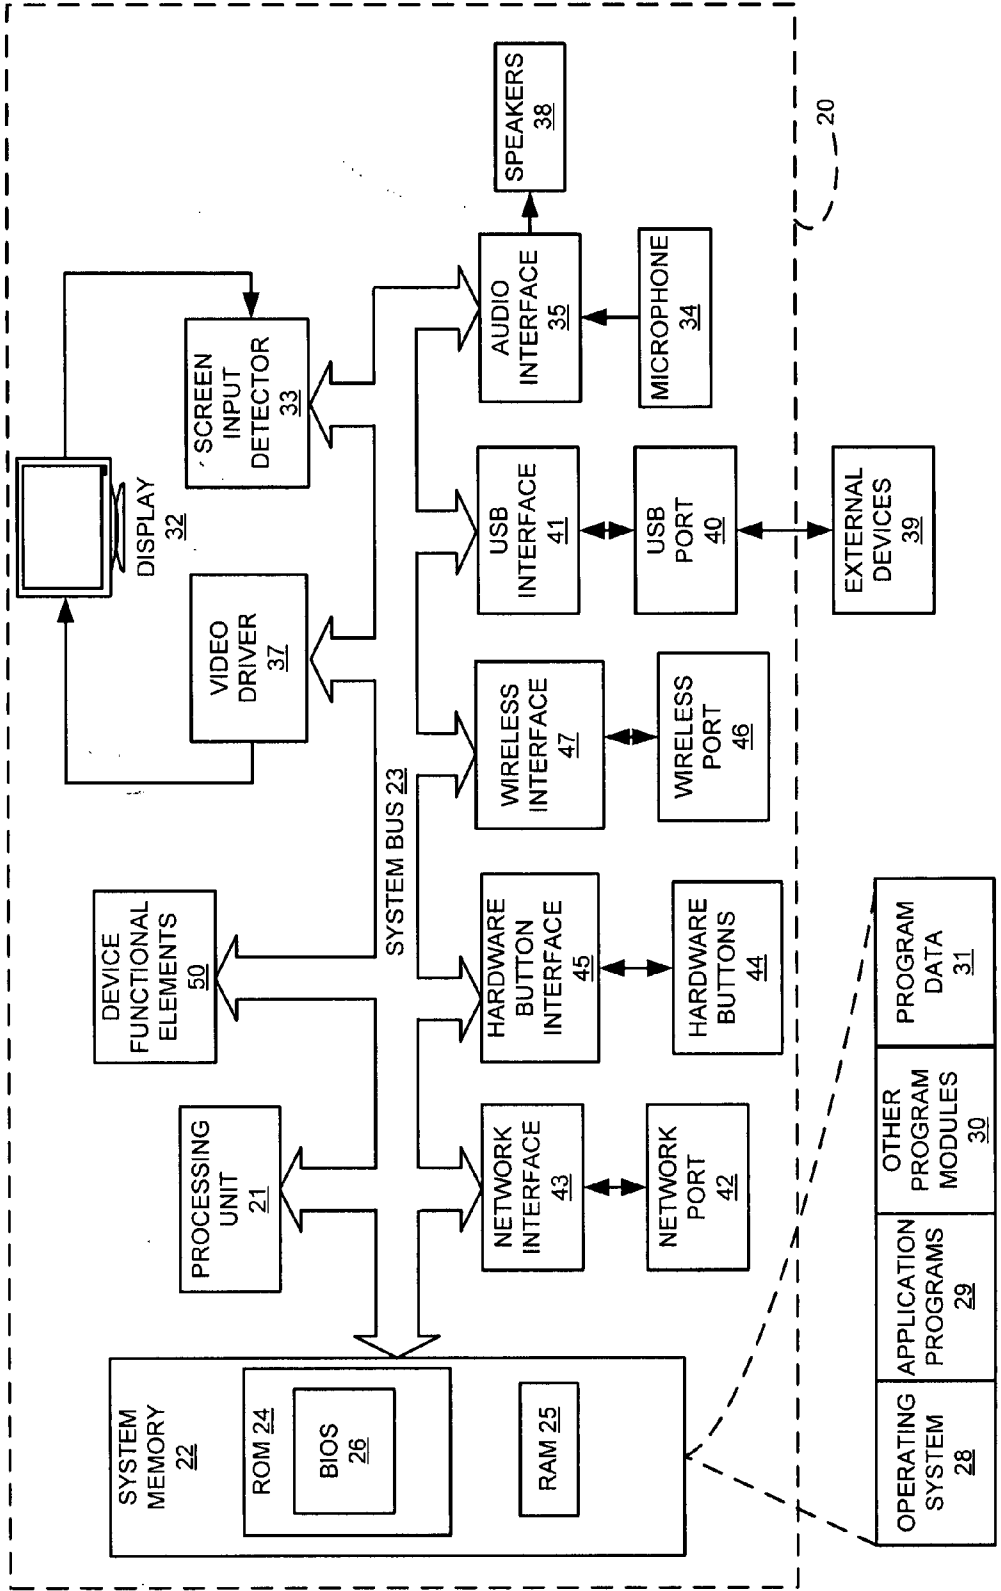 DISPLAY
32
SCREEN
INPUT
DETECTOR
33
VIDEO
DRIVER
37
DEVICE
FUNCTIONAL
ELEMENTS
50
PROCESSING
UNIT
21
SYSTEM
MEMORY
22
ROM 24
BIOS
26
RAM 25
SYSTEM BUS 23
NETWORK
INTERFACE
43
HARDWARE
BUTTON
INTERFACE
45
WIRELESS
INTERFACE
47
USB
INTERFACE
41
AUDIO
INTERFACE
35
SPEAKERS
38
NETWORK
PORT
42
HARDWARE
BUTTONS
44
WIRELESS
PORT
46
USB
PORT
40
MICROPHONE
34
20
EXTERNAL
DEVICES
39
OPERATING
SYSTEM
28
APPLICATION
PROGRAMS
29
OTHER
PROGRAM
MODULES
30
PROGRAM
DATA
31